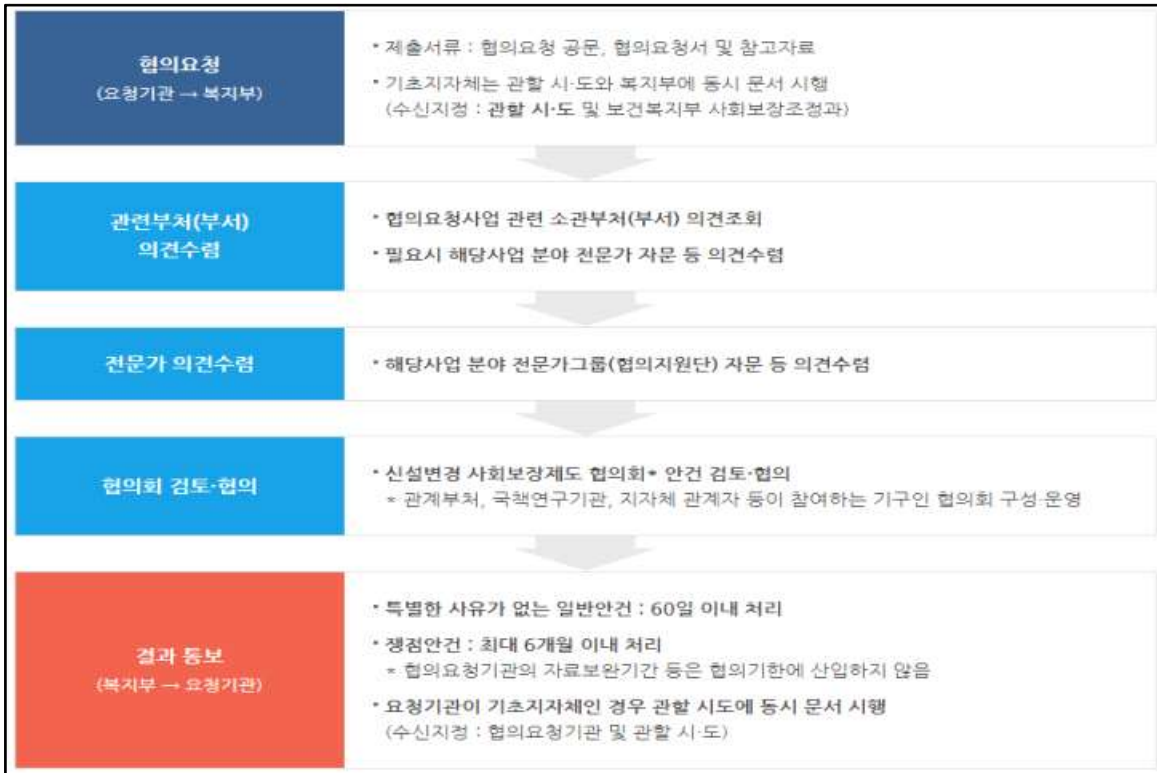 협의요청
(요청기관 → 복지부)
* 제출서류 : 협의요청 공문, 협의요청서 및 참고자료
* 기초지자체는 관할 시·도와 복지부에 동시 문서 시행
(수신지정 : 관할 시·도 및 보건복지부 사회보장조정과)
관련부처(부서)
의견수렴
* 협의요청사업 관련 소관부처(부서) 의견조회
* 필요시 해당사업 분야 전문가 자문 등 의견수렴
전문가 의견수렴
* 해당사업 분야 전문가그룹(협의지원단) 자문 등 의견수렴
협의회 검토·협의
* 신설변경 사회보장제도 협의회* 안건 검토·협의
* 관계부처, 국책연구기관, 지자체 관계자 등이 참여하는 기구인 협의회 구성·운영
결과 통보
(복지부 → 요청기관)
* 특별한 사유가 없는 일반안건 : 60일 이내 처리
* 쟁점안건 : 최대 6개월 이내 처리
* 협의요청기관의 자료보완기간 등은 협의기한에 산입하지 않음
* 요청기관이 기초지자체인 경우 관할 시도에 동시 문서 시행
(수신지정 : 협의요청기관 및 관할 시·도)